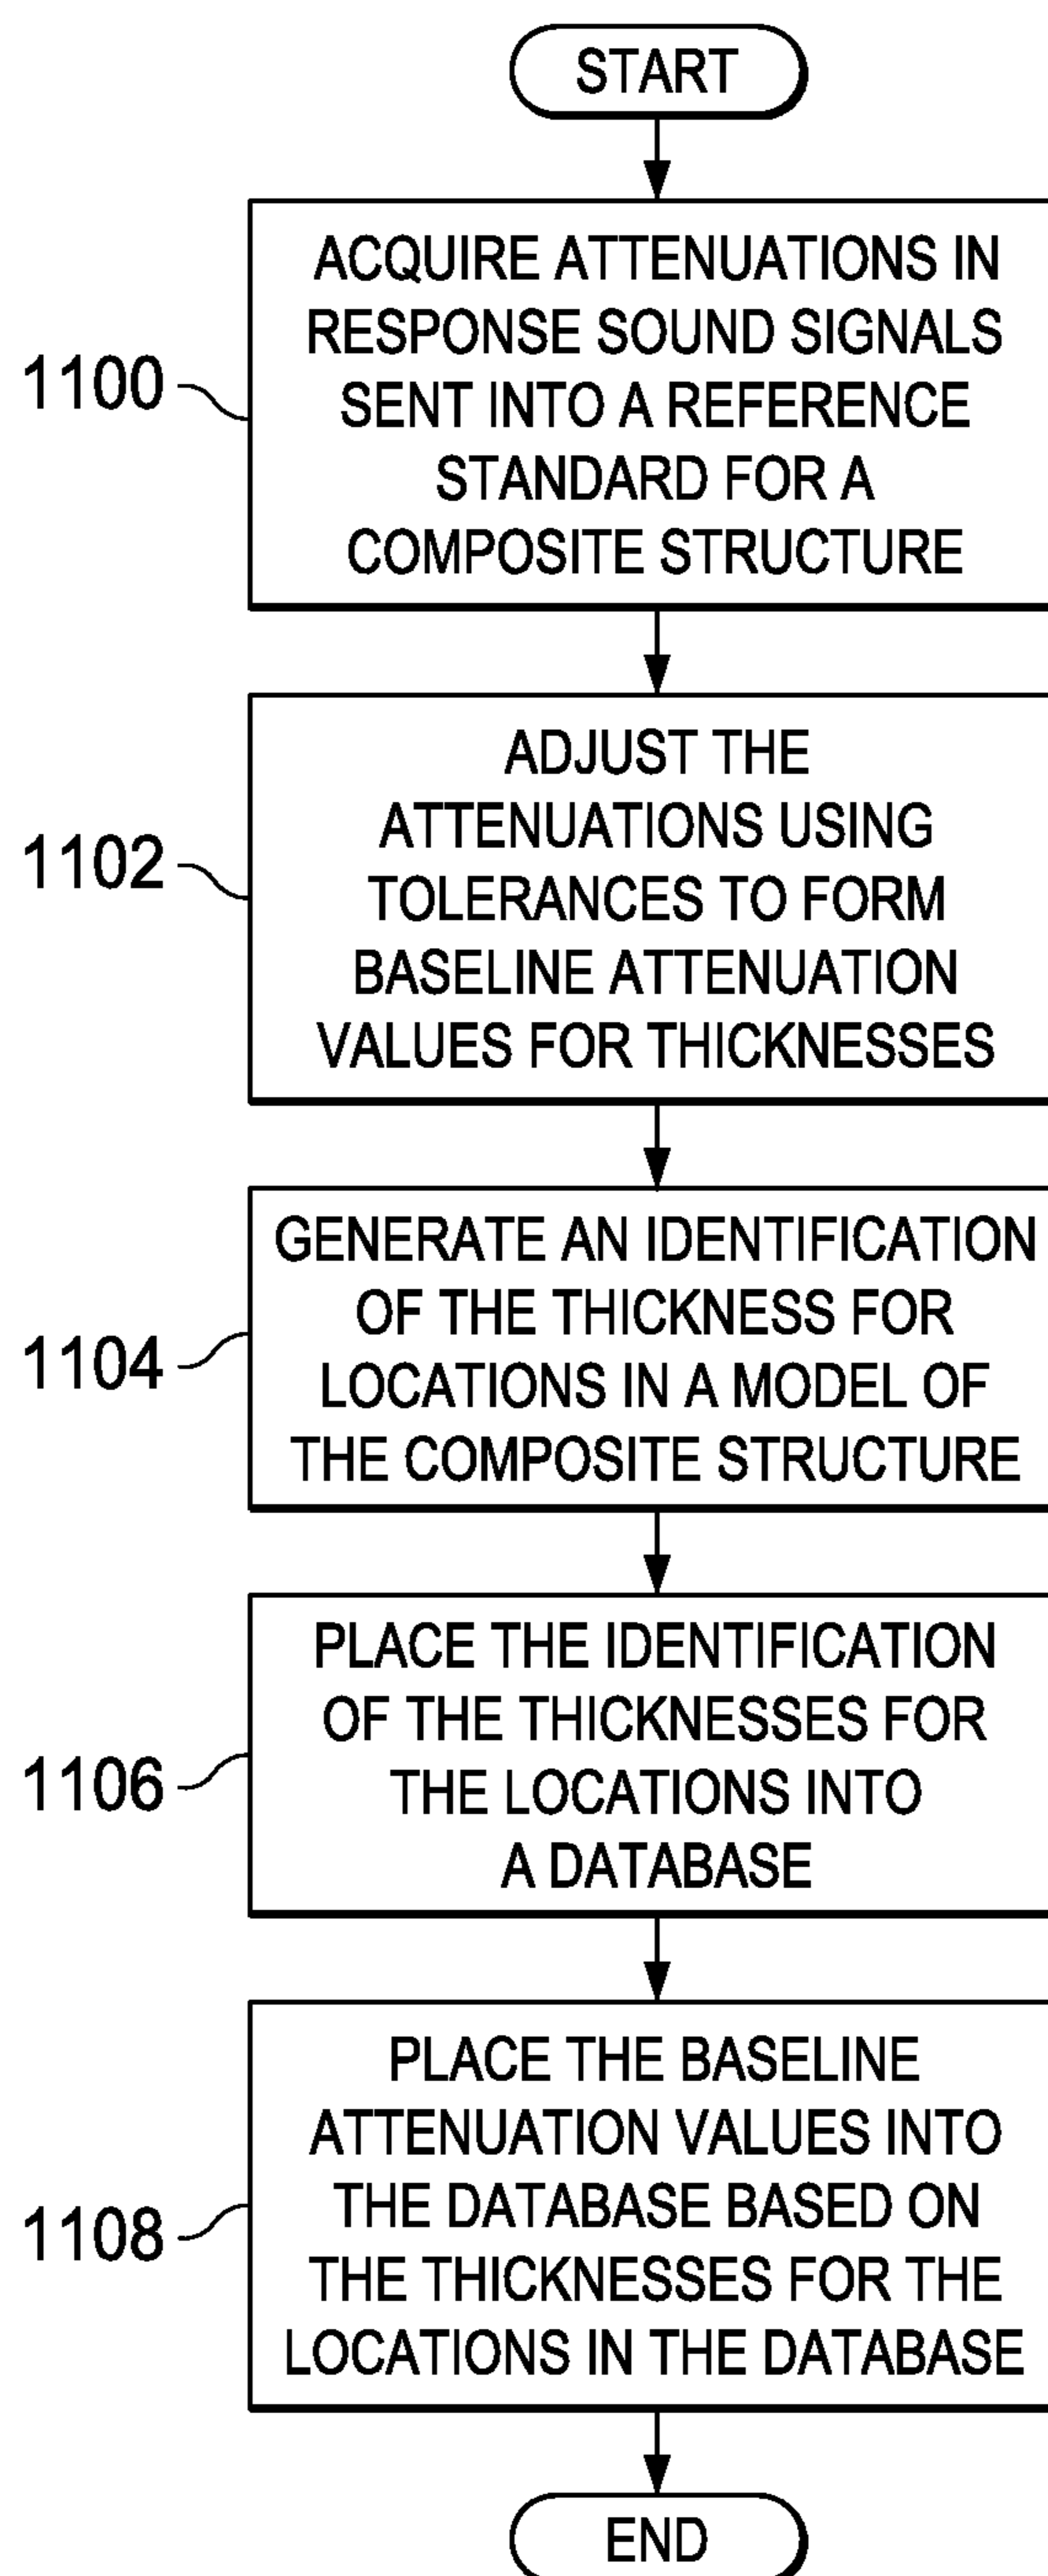 START
ACQUIRE ATTENUATIONS IN
RESPONSE SOUND SIGNALS
SENT INTO A REFERENCE
STANDARD FOR A
COMPOSITE STRUCTURE
1100
ADJUST THE
ATTENUATIONS USING
TOLERANCES TO FORM
BASELINE ATTENUATION
VALUES FOR THICKNESSES
1102
GENERATE AN IDENTIFICATION
OF THE THICKNESS FOR
LOCATIONS IN A MODEL OF
THE COMPOSITE STRUCTURE
1104
PLACE THE IDENTIFICATION
OF THE THICKNESSES FOR
THE LOCATIONS INTO
A DATABASE
1106
PLACE THE BASELINE
ATTENUATION VALUES INTO
THE DATABASE BASED ON
THE THICKNESSES FOR THE
LOCATIONS IN THE DATABASE
1108
END